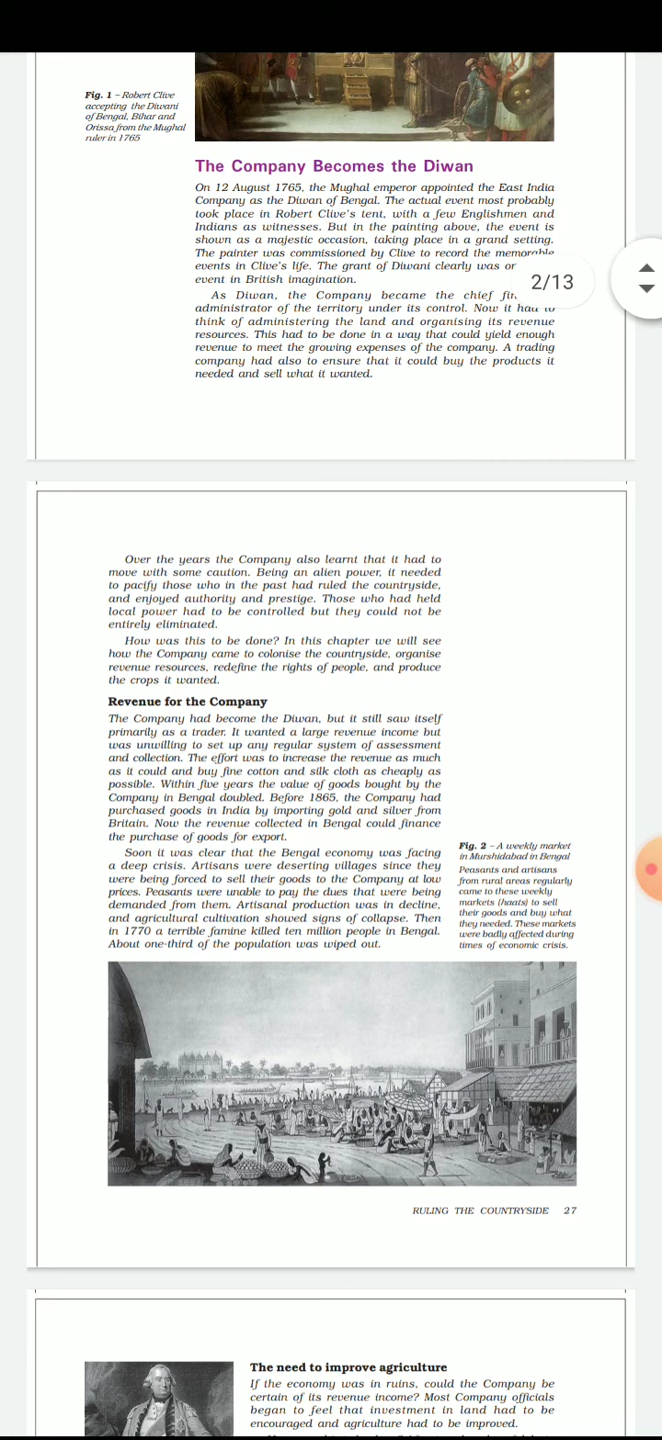 Fig. 1 – Robert Clive
accepting the Diwani
of Bengal, Bihar and
Orissa from the Mughal
ruler in 1765
The Company Becomes the Diwan
On 12 August 1765, the Mughal emperor appointed the East India
Company as the Diwan of Bengal. The actual event most probably
took place in Robert Clive's tent, with a few Englishmen and
Indians as witnesses. But in the painting above, the event is
shown as a majestic occasion, taking place in a grand setting.
The painter was commissioned by Clive to record the memorable
events in Clive's life. The grant of Diwani clearly was
event in British imagination.
2/13
As Diwan, the Company became the chief
administrator of the territory under its control. Now it had to
think of administering the land and organising its revenue
resources. This had to be done in a way that could yield enough
revenue to meet the growing expenses of the company. A trading
company had also to ensure that it could buy the products it
needed and sell what it wanted.
Over the years the Company also learnt that it had to
move with some caution. Being an alien power, it needed
to pacify those who in the past had ruled the countryside,
and enjoyed authority and prestige. Those who had held
local power had to be controlled but they could not be
entirely eliminated.
How was this to be done? In this chapter we will see
how the Company came to colonise the countryside, organise
revenue resources, redefine the rights of people, and produce
the crops it wanted.
Revenue for the Company
The Company had become the Diwan, but it still saw itself
primarily as a trader. It wanted a large revenue income but
was unwilling to set up any regular system of assessment
and collection. The effort was to increase the revenue as much
as it could and buy fine cotton and silk cloth as cheaply as
possible. Within five years the value of goods bought by the
Company in Bengal doubled. Before 1865, the Company had
purchased goods in India by importing gold and silver from
Britain. Now the revenue collected in Bengal could finance
the purchase of goods for export.
Soon it was clear that the Bengal economy was facing
a deep crisis. Artisans were deserting villages since they
were being forced to sell their goods to the Company at low
prices. Peasants were unable to pay the dues that were being
demanded from them. Artisanal production was in decline,
and agricultural cultivation showed signs of collapse. Then
in 1770 a terrible famine killed ten million people in Bengal.
About one-third of the population was wiped out.
Fig. 2 – A weekly market
in Murshidabad in Bengal
Peasants and artisans
from rural areas regularly
came to these weekly
markets (haats) to sell
their goods and buy what
they needed. These markets
were badly affected during
times of economic crisis.
RULING THE COUNTRYSIDE 27
The need to improve agriculture
If the economy was in ruins, could the Company be
certain of its revenue income? Most Company officials
began to feel that investment in land had to be
encouraged and agriculture had to be improved.